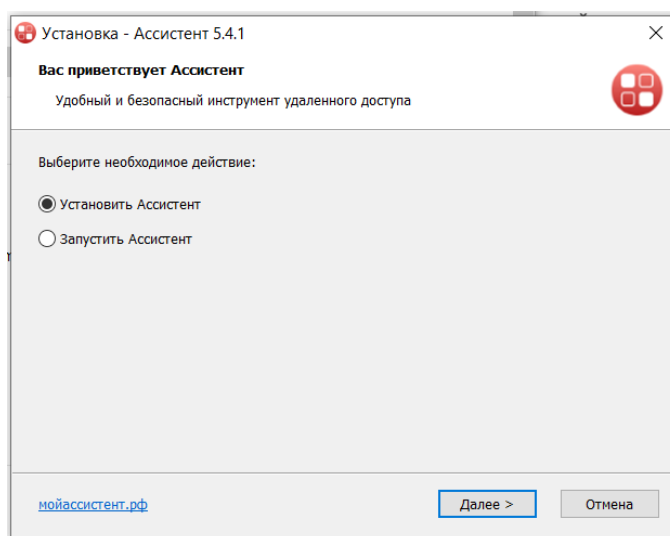 Установка - Ассистент 5.4.1
Вас приветствует Ассистент
Удобный и безопасный инструмент удаленного доступа
Выберите необходимое действие:
Установить Ассистент
Запустить Ассистент
мойассистент.рф
Далее >
Отмена